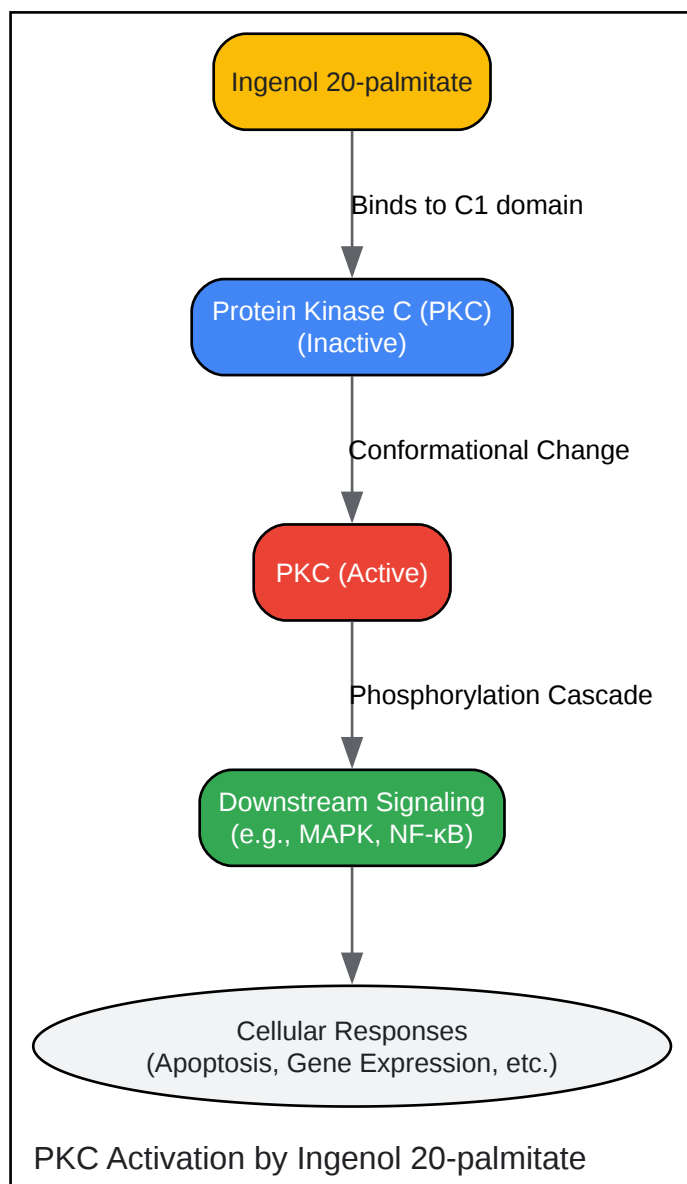 Ingenol 20-palmitate
Binds to C1 domain
Protein Kinase C (PKC)
(Inactive)
Conformational Change
PKC (Active)
Phosphorylation Cascade
Downstream Signaling
(e.g., MAPK, NF-κB)
Cellular Responses
(Apoptosis, Gene Expression, etc.)
PKC Activation by Ingenol 20-palmitate